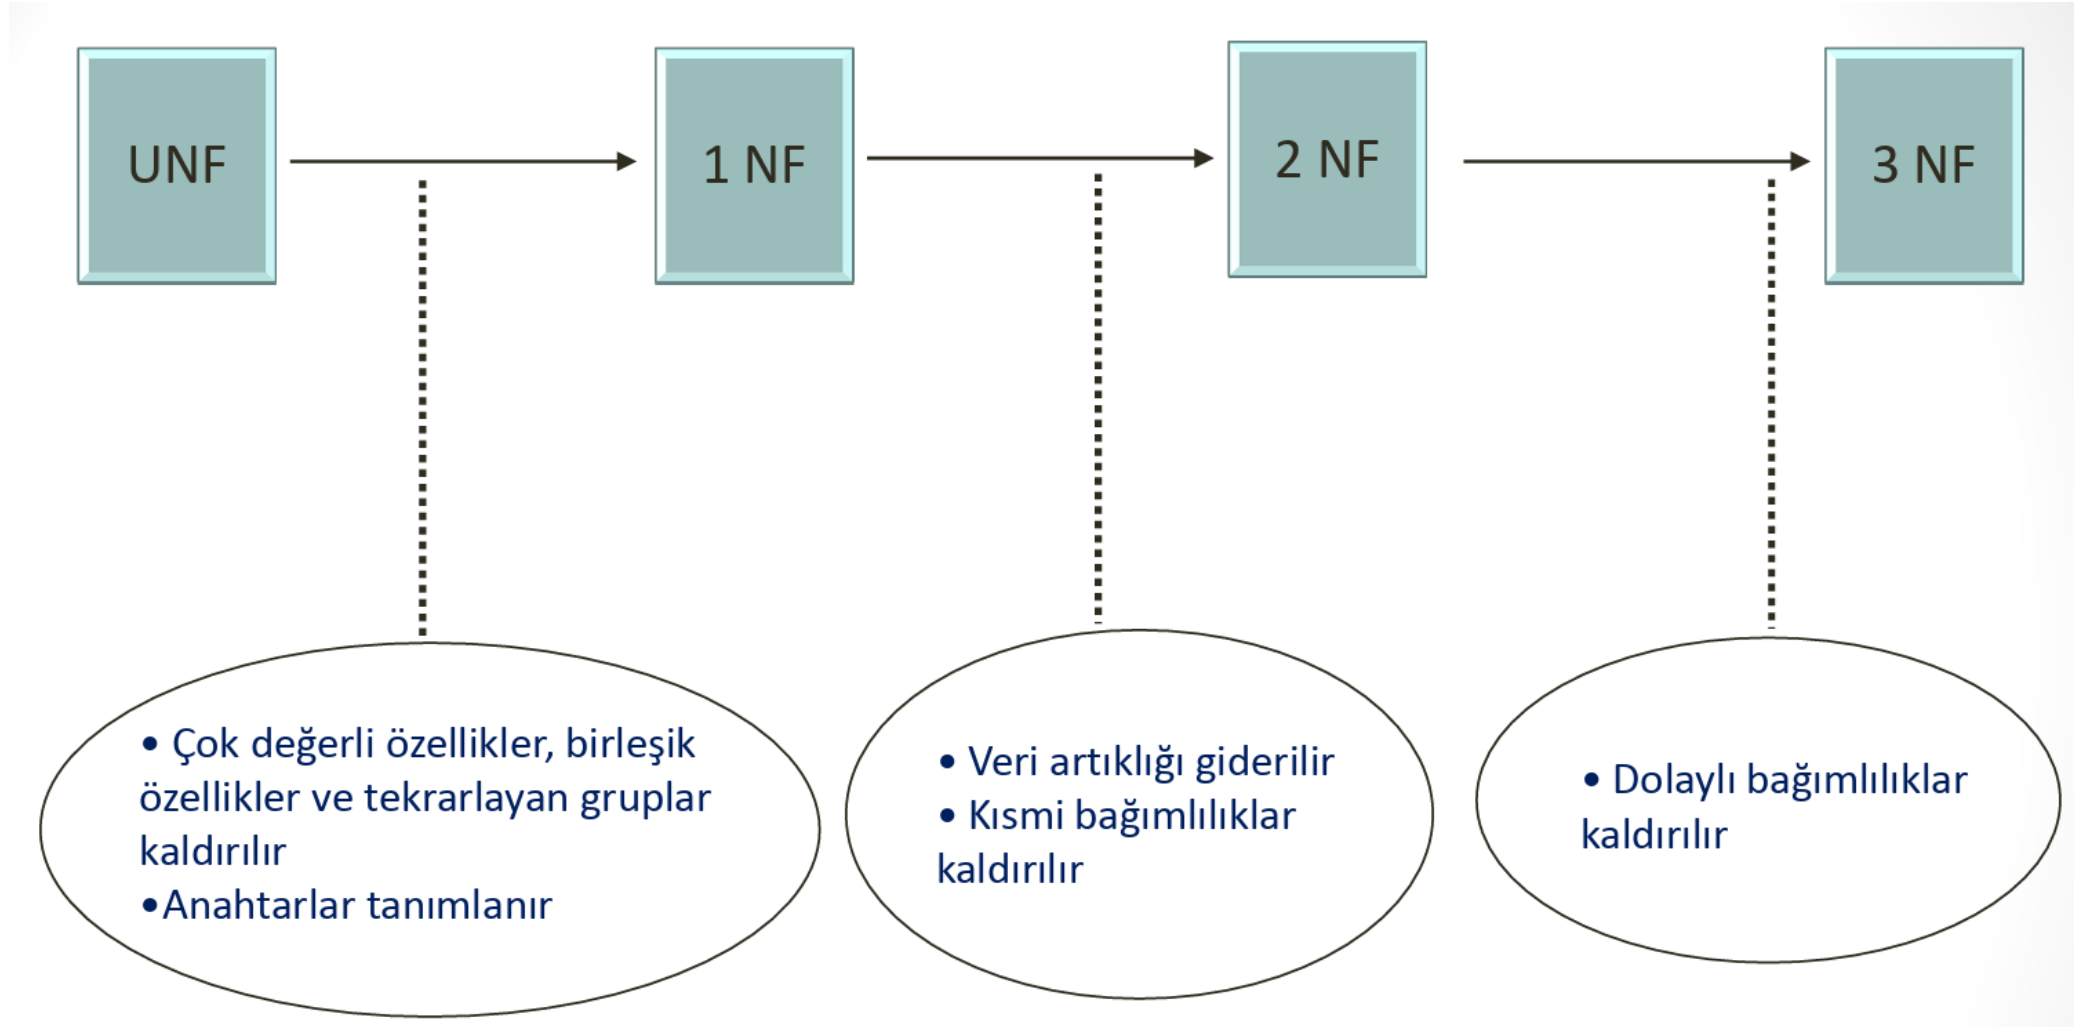 UNF
1 NF
2 NF
3 NF
• Çok değerli özellikler, birleşik
özellikler ve tekrarlayan gruplar
kaldırılır
•Anahtarlar tanımlanır
• Veri artıklığı giderilir
• Kısmi bağımlılıklar
kaldırılır
• Dolaylı bağımlılıklar
kaldırılır